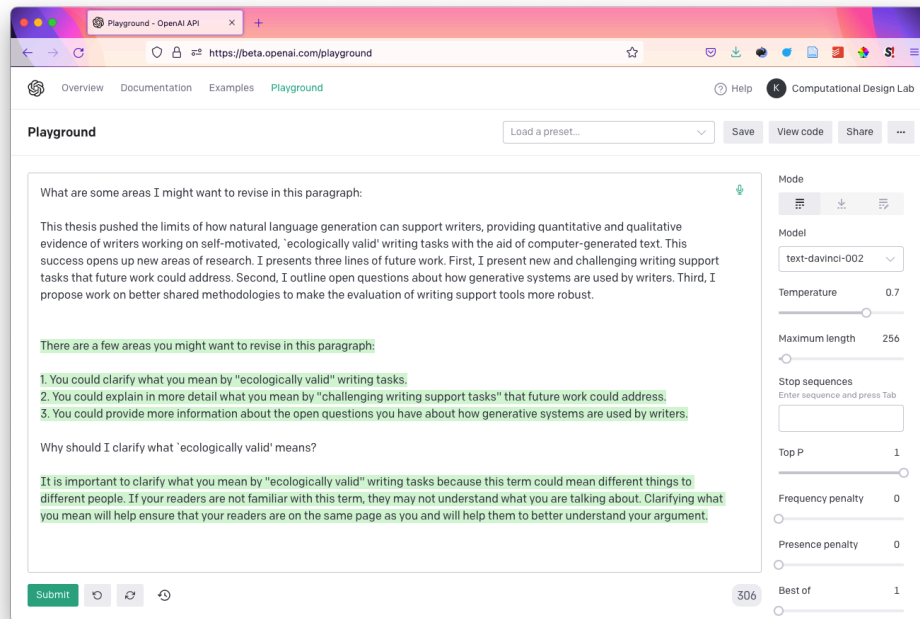 Playground - OpenAI API
https://beta.openai.com/playground
Overview Documentation Examples Playground
Help K Computational Design Lab
Playground
Load a preset...
Save View code Share ...
What are some areas I might want to revise in this paragraph:
This thesis pushed the limits of how natural language generation can support writers, providing quantitative and qualitative
evidence of writers working on self-motivated, `ecologically valid' writing tasks with the aid of computer-generated text. This
success opens up new areas of research. I presents three lines of future work. First, I present new and challenging writing support
tasks that future work could address. Second, I outline open questions about how generative systems are used by writers. Third, I
propose work on better shared methodologies to make the evaluation of writing support tools more robust.
There are a few areas you might want to revise in this paragraph:
1. You could clarify what you mean by "ecologically valid" writing tasks.
2. You could explain in more detail what you mean by "challenging writing support tasks" that future work could address.
3. You could provide more information about the open questions you have about how generative systems are used by writers.
Why should I clarify what `ecologically valid' means?
It is important to clarify what you mean by "ecologically valid" writing tasks because this term could mean different things to
different people. If your readers are not familiar with this term, they may not understand what you are talking about. Clarifying what
you mean will help ensure that your readers are on the same page as you and will help them to better understand your argument.
Submit
306
Mode
Model
text-davinci-002
Temperature 0.7
Maximum length 256
Stop sequences
Enter sequence and press Tab
Top P 1
Frequency penalty 0
Presence penalty 0
Best of 1